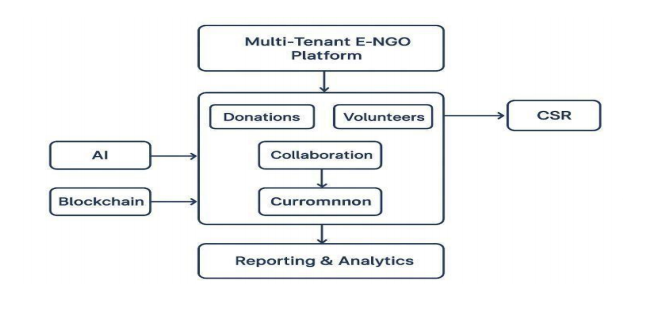 Multi-Tenant E-NGO
Platform
Donations
Volunteers
CSR
AI
Collaboration
Blockchain
Curromnnon
Reporting & Analytics